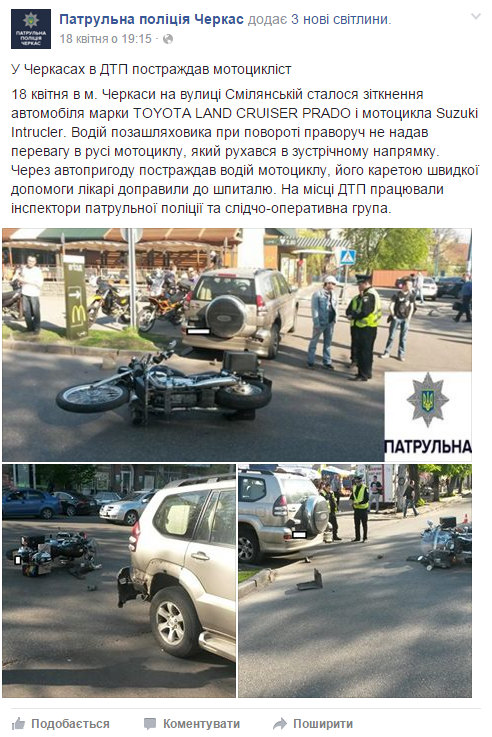 ПАТРУЛЬНА
ПОЛІЦІЯ
ЧЕРКАС
Патрульна поліція Черкас додає 3 нові світлини.
18 квітня о 19:15 ·
У Черкасах в ДТП постраждав мотоцикліст
18 квітня в м. Черкаси на вулиці Смілянській сталося зіткнення
автомобіля марки TOYOTA LAND CRUISER PRADO і мотоцикла Suzuki
Intrucler. Водій позашляховика при повороті праворуч не надав
перевагу в русі мотоциклу, який рухався в зустрічному напрямку.
Через автопригоду постраждав водій мотоциклу, його каретою швидкої
допомоги лікарі доправили до шпиталю. На місці ДТП працювали
інспектори патрульної поліції та слідчо-оперативна група.
ПАТРУЛЬНА
Подобається Коментувати Поширити